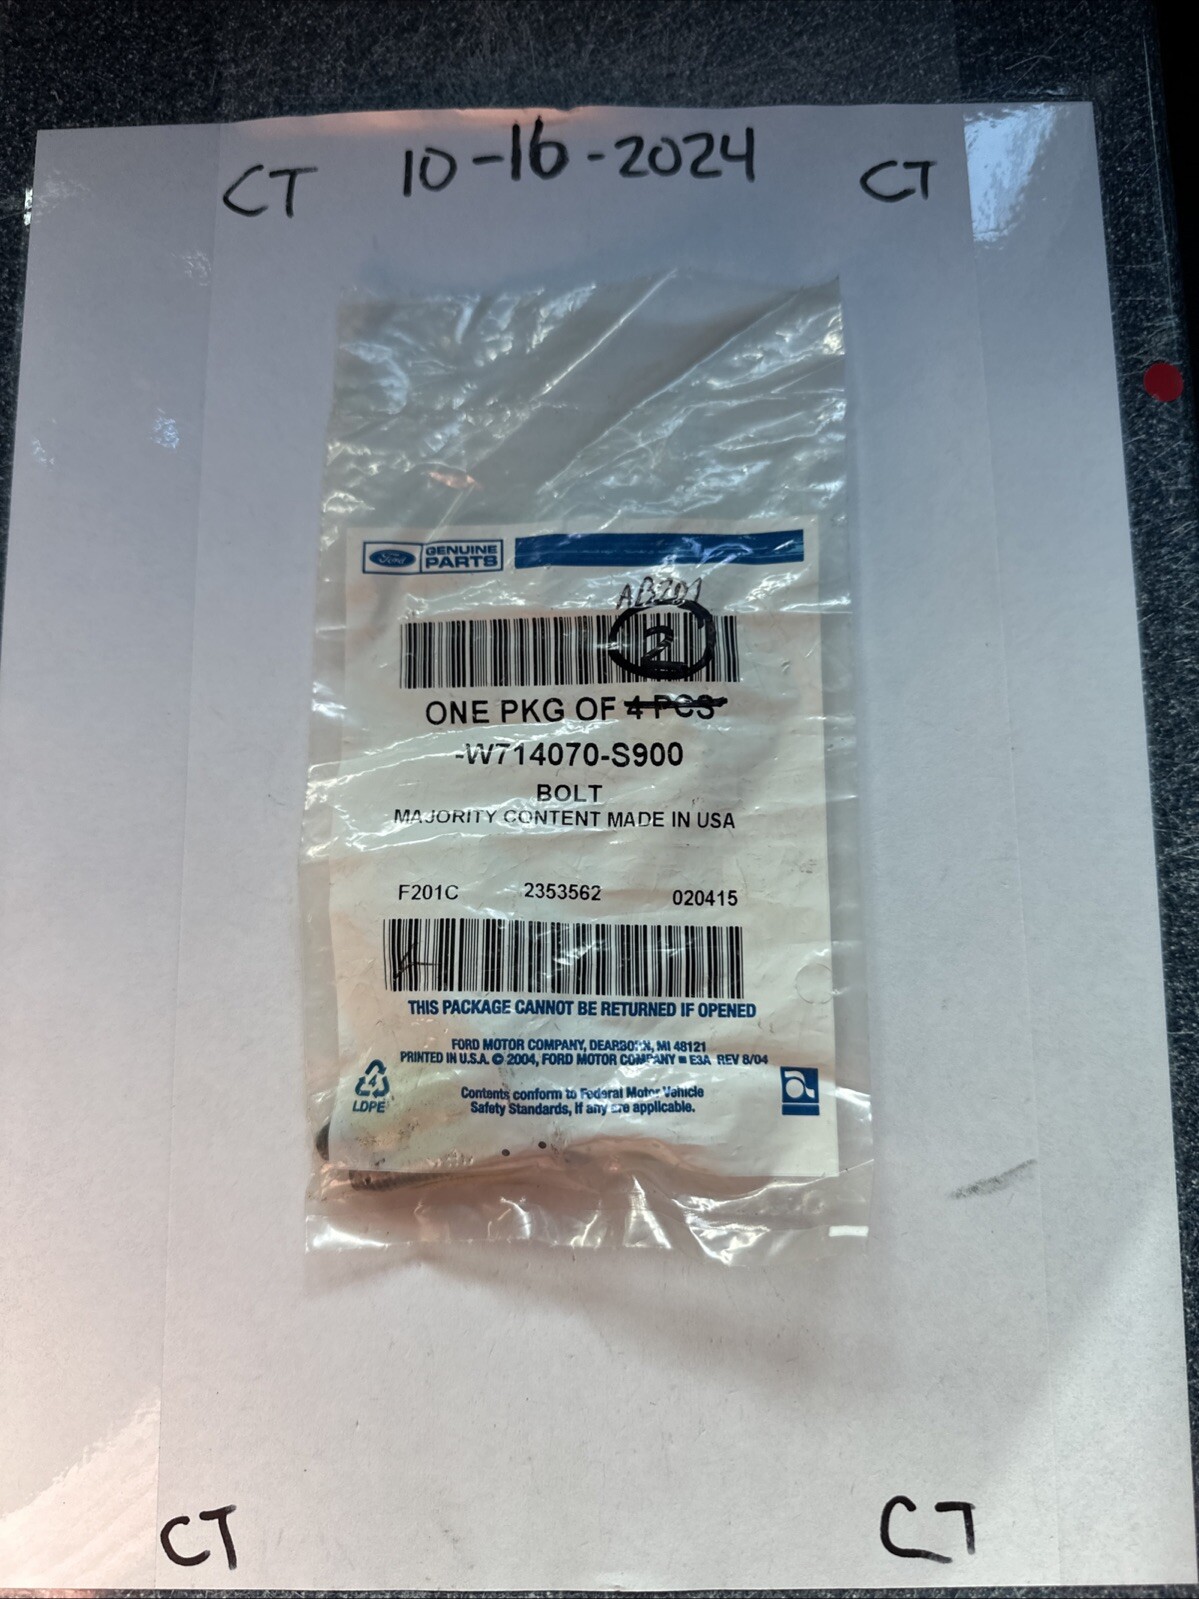 CT 10-16-2024 CT
Ford GENUINE PARTS
AB201
2
ONE PKG OF 4 PCS
-W714070-S900
BOLT
MAJORITY CONTENT MADE IN USA
F201C 2353562 020415
4
THIS PACKAGE CANNOT BE RETURNED IF OPENED
FORD MOTOR COMPANY, DEARBORN, MI 48121
PRINTED IN U.S.A. © 2004, FORD MOTOR COMPANY ■ E3A REV 8/04
4
LDPE
Contents conform to Federal Motor Vehicle
Safety Standards, if any are applicable.
CT CT